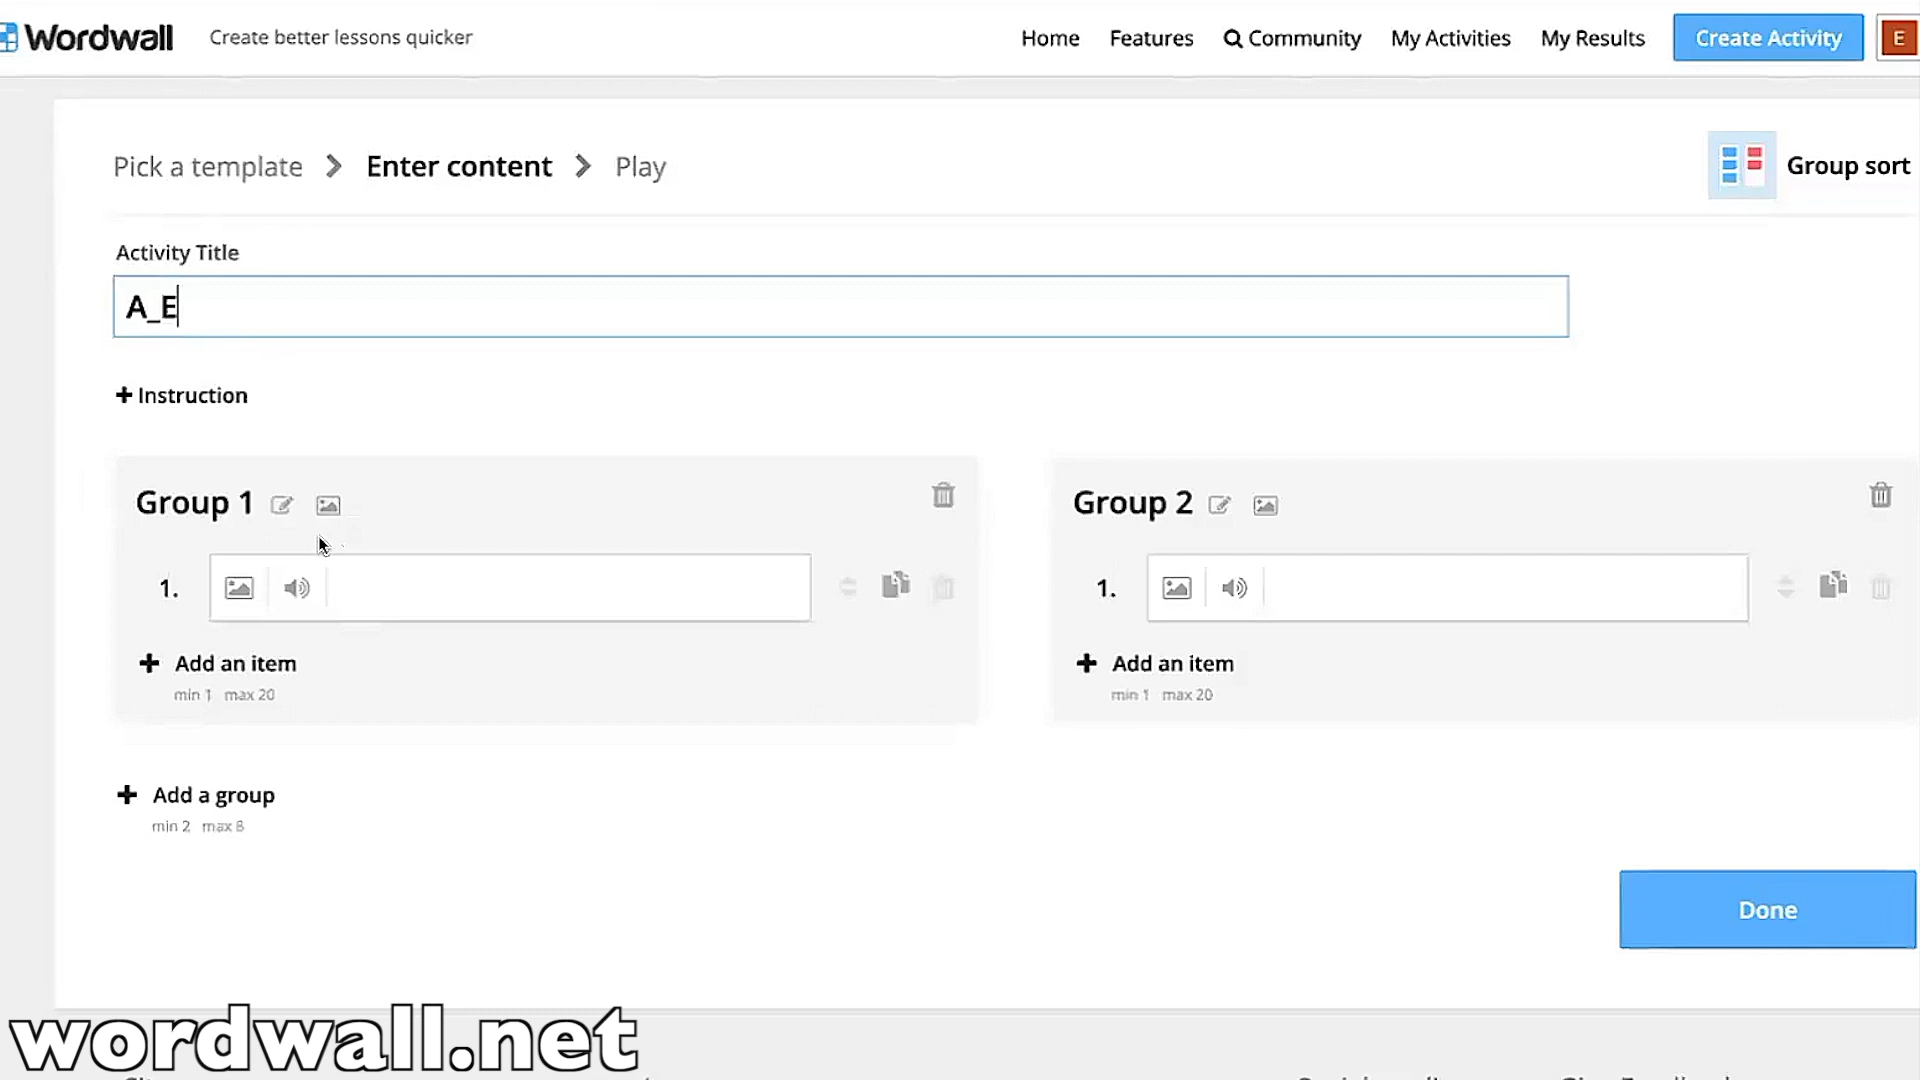 Wordwall Create better lessons quicker Home Features Community My Activities My Results Create Activity E
Pick a template Enter content Play Group sort
Activity Title
A_E
+ Instruction
Group 1 Group 2
1. 1.
+ Add an item + Add an item
min 1 max 20 min 1 max 20
+ Add a group
min 2 max 8
Done
wordwall.net